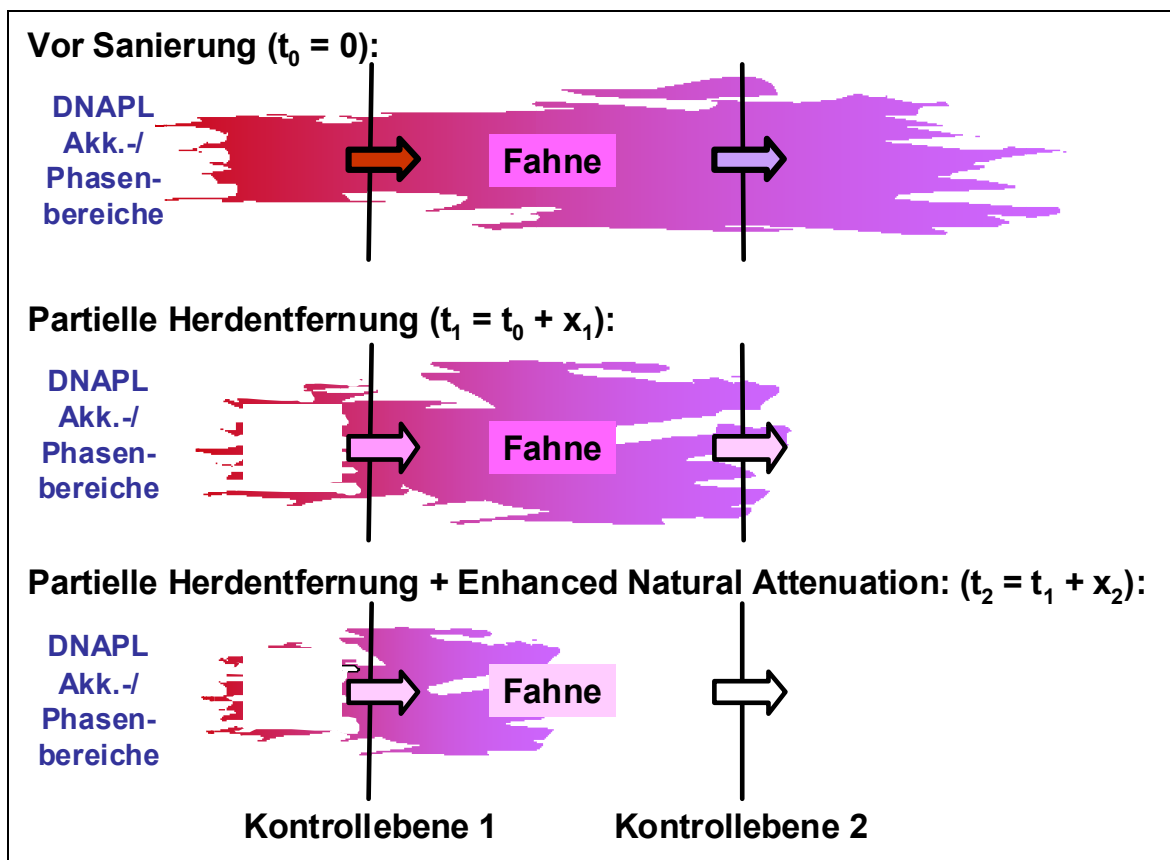 Vor Sanierung (t₀ = 0):
DNAPL
Akk.-/
Phasen-
bereiche
Fahne
Partielle Herdentfernung (t₁ = t₀ + x₁):
DNAPL
Akk.-/
Phasen-
bereiche
Fahne
Partielle Herdentfernung + Enhanced Natural Attenuation: (t₂ = t₁ + x₂):
DNAPL
Akk.-/
Phasen-
bereiche
Fahne
Kontrollebene 1
Kontrollebene 2